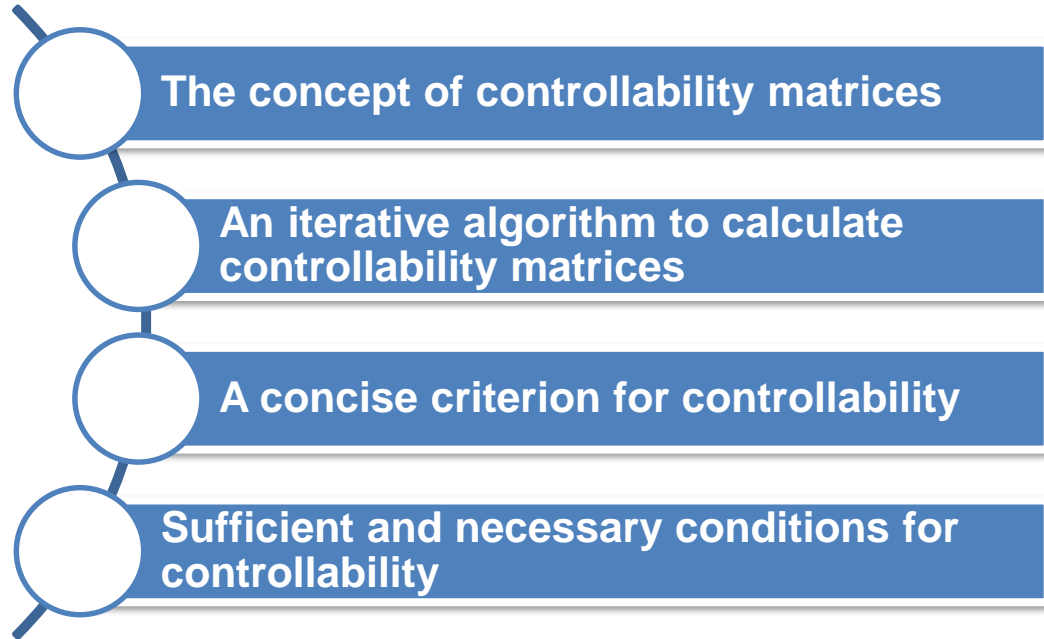 The concept of controllability matrices
An iterative algorithm to calculate
controllability matrices
A concise criterion for controllability
Sufficient and necessary conditions for
controllability